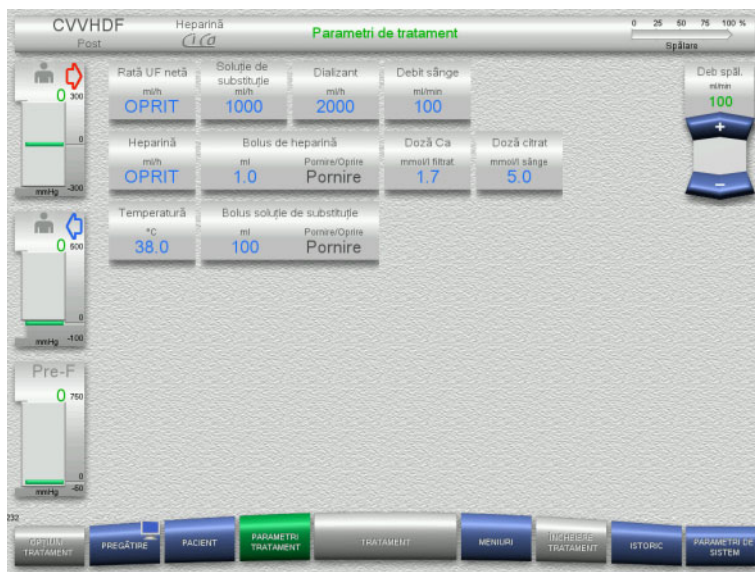 CVVHDF
Heparină
Post
Ci Ca
Parametri de tratament
0 25 50 75 100 %
Spălare
0
300
0
mmHg -300
Rată UF netă
ml/h
OPRIT
Soluție de
substituție
ml/h
1000
Dializant
ml/h
2000
Debit sânge
ml/min
100
Deb spăl.
ml/min
100
+
–
Heparină
ml/h
OPRIT
Bolus de heparină
ml Pornire/Oprire
1.0 Pornire
Doză Ca
mmol/l filtrat
1.7
Doză citrat
mmol/l sânge
5.0
0
500
0
mmHg -100
Temperatură
°C
38.0
Bolus soluție de substituție
ml Pornire/Oprire
100 Pornire
Pre-F
0 750
0
mmHg -50
232
OPȚIUNI
TRATAMENT
PREGĂTIRE
PACIENT
PARAMETRI
TRATAMENT
TRATAMENT
MENIURI
ÎNCHEIERE
TRATAMENT
ISTORIC
PARAMETRI DE
SISTEM